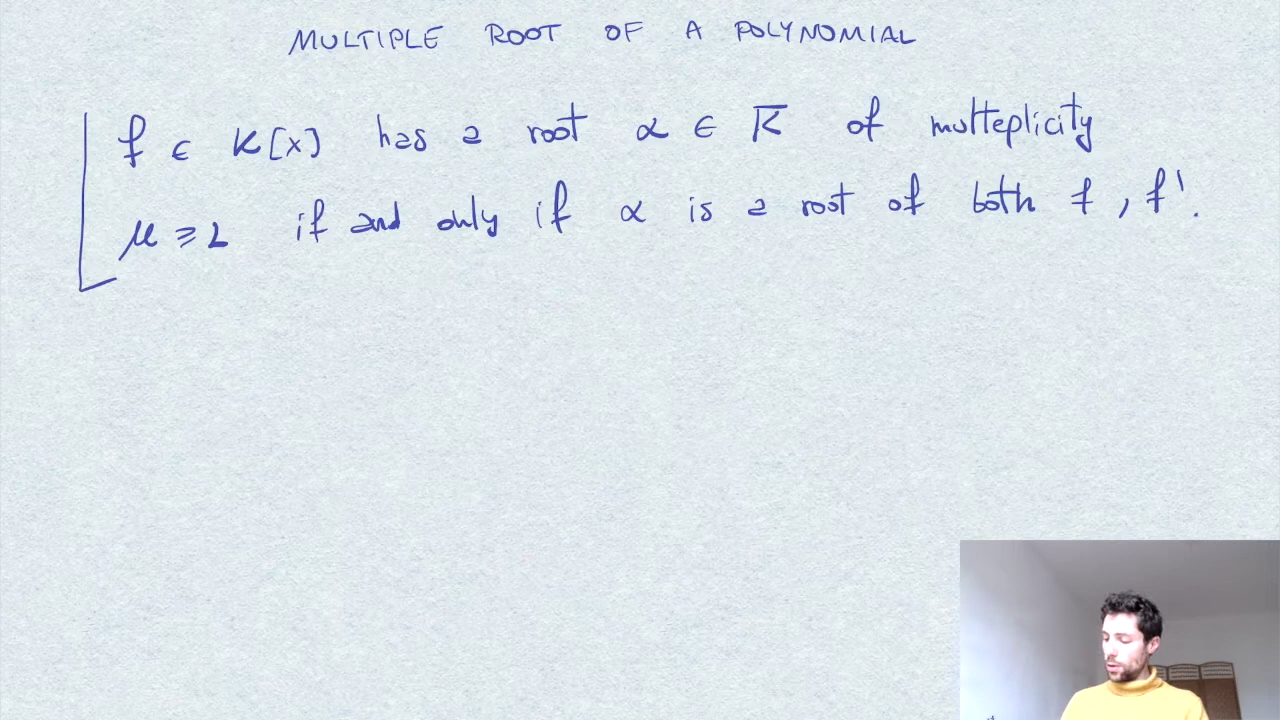 MULTIPLE ROOT OF A POLYNOMIAL
f ∈ K[x] has a root α ∈ K̅ of multeplicity
μ ⩾ 2 if and only if α is a root of both f, f'.